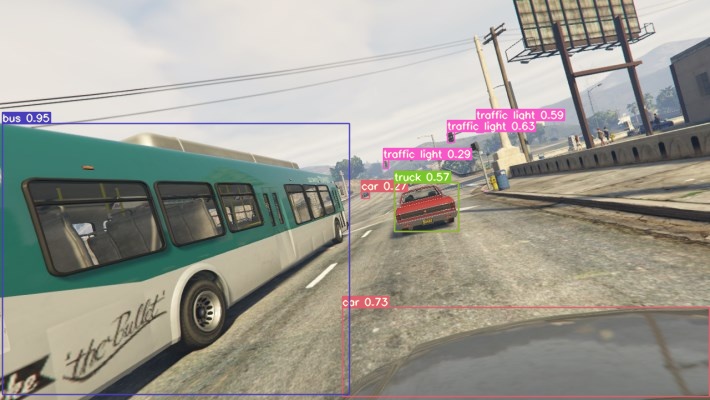 bus 0.95
traffic light 0.59
traffic light 0.63
traffic light 0.29
truck 0.57
car 0.27
car 0.73
'the Bullet'
be